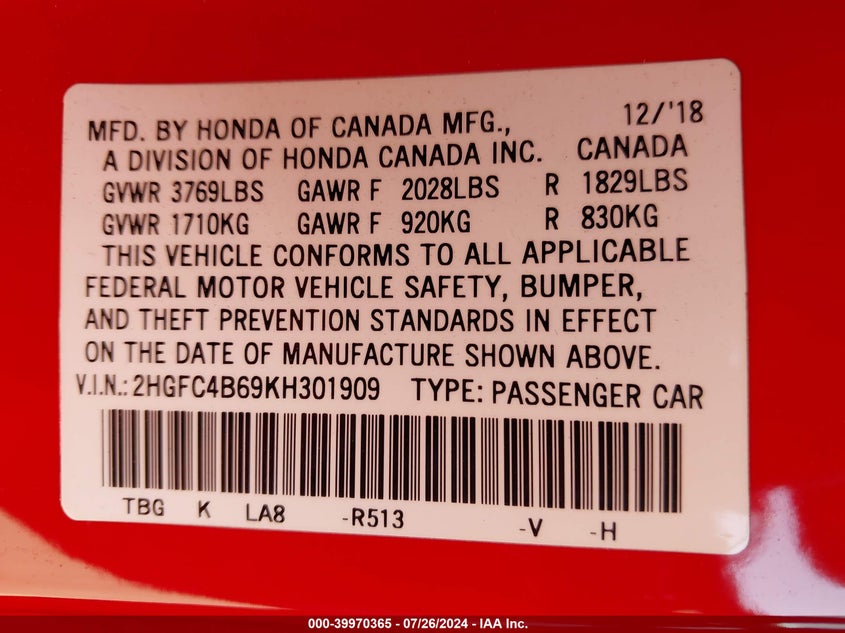 12/'18
MFD. BY HONDA OF CANADA MFG.,
A DIVISION OF HONDA CANADA INC. CANADA
GVWR 3769LBS GAWR F 2028LBS R 1829LBS
GVWR 1710KG GAWR F 920KG R 830KG
THIS VEHICLE CONFORMS TO ALL APPLICABLE
FEDERAL MOTOR VEHICLE SAFETY, BUMPER,
AND THEFT PREVENTION STANDARDS IN EFFECT
ON THE DATE OF MANUFACTURE SHOWN ABOVE.
V.I.N.: 2HGFC4B69KH301909 TYPE: PASSENGER CAR
TBG K LA8 -R513 -V -H
000-39970365 - 07/26/2024 - IAA Inc.